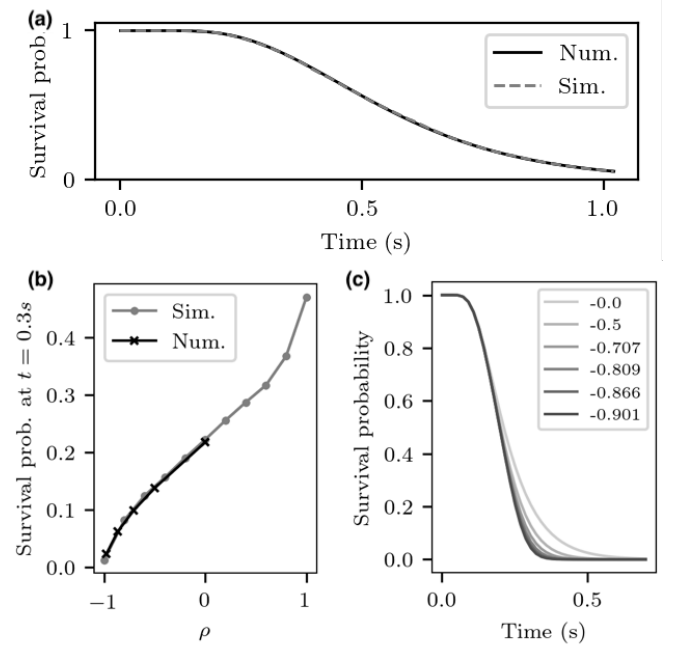 (a)
Survival prob.
1
0
Num.
Sim.
0.0 0.5 1.0
Time (s)
(b)
Survival prob. at t = 0.3s
0.4
0.3
0.2
0.1
0.0
Sim.
Num.
−1 0 1
ρ
(c)
Survival probability
1.0
0.8
0.6
0.4
0.2
0.0
-0.0
-0.5
-0.707
-0.809
-0.866
-0.901
0.0 0.5
Time (s)